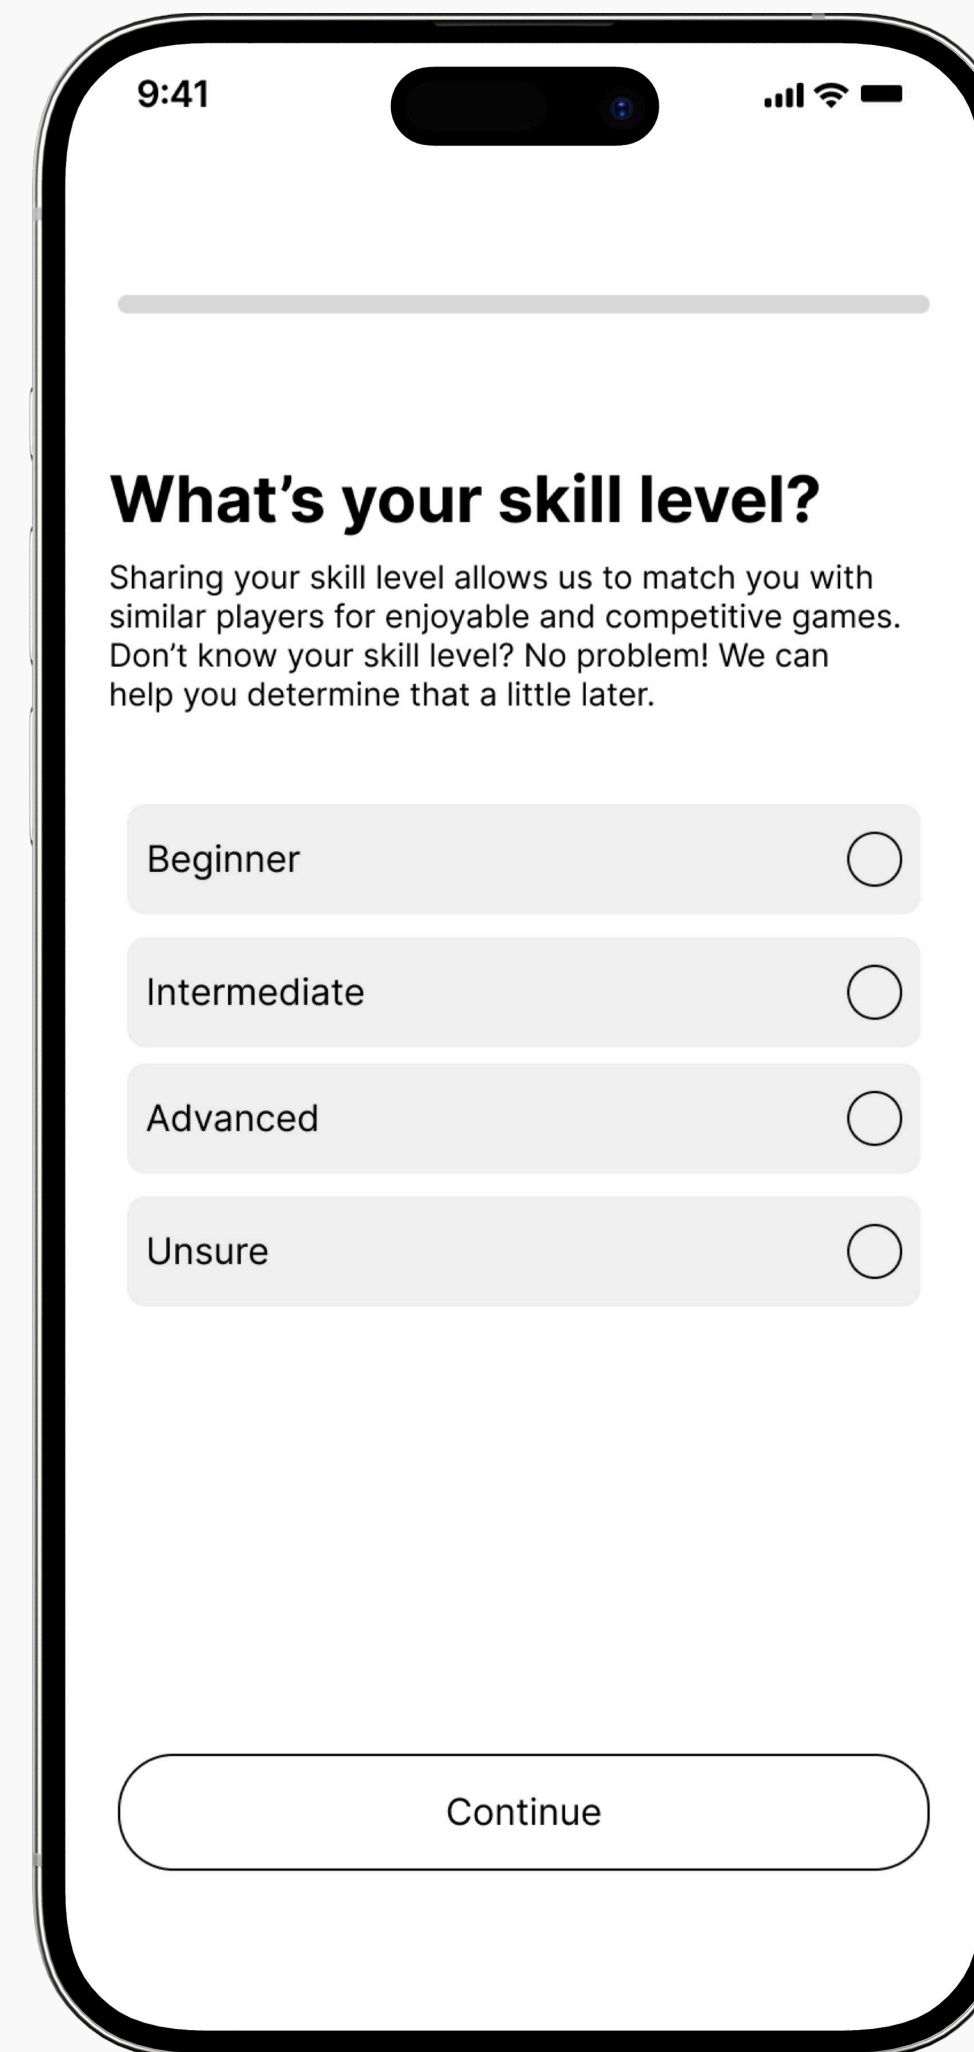 9:41
What’s your skill level?
Sharing your skill level allows us to match you with
similar players for enjoyable and competitive games.
Don’t know your skill level? No problem! We can
help you determine that a little later.
Beginner
Intermediate
Advanced
Unsure
Continue